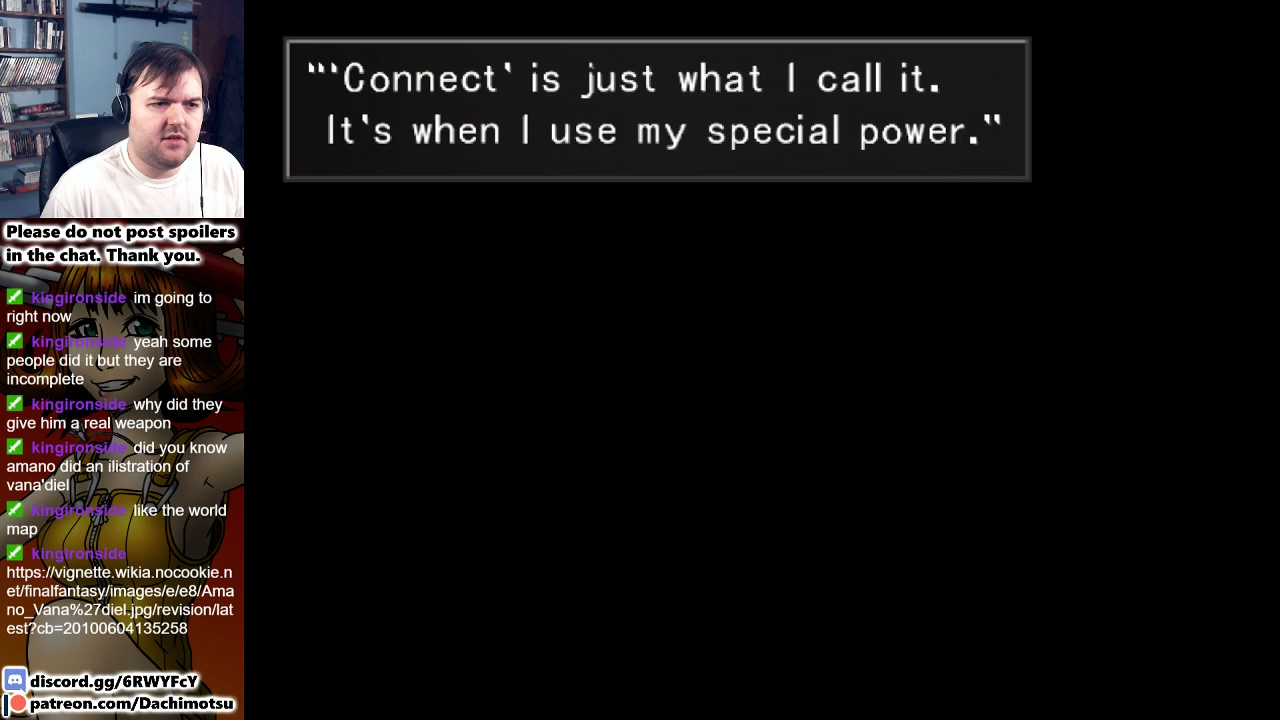 "'Connect' is just what I call it.
It's when I use my special power."
Please do not post spoilers
in the chat. Thank you.
kingironside im going to
right now
kingironside yeah some
people did it but they are
incomplete
kingironside why did they
give him a real weapon
kingironside did you know
amano did an ilistration of
vana'diel
kingironside like the world
map
kingironside
https://vignette.wikia.nocookie.n
et/finalfantasy/images/e/e8/Ama
no_Vana%27diel.jpg/revision/lat
est?cb=20100604135258
discord.gg/6RWYFcY
patreon.com/Dachimotsu